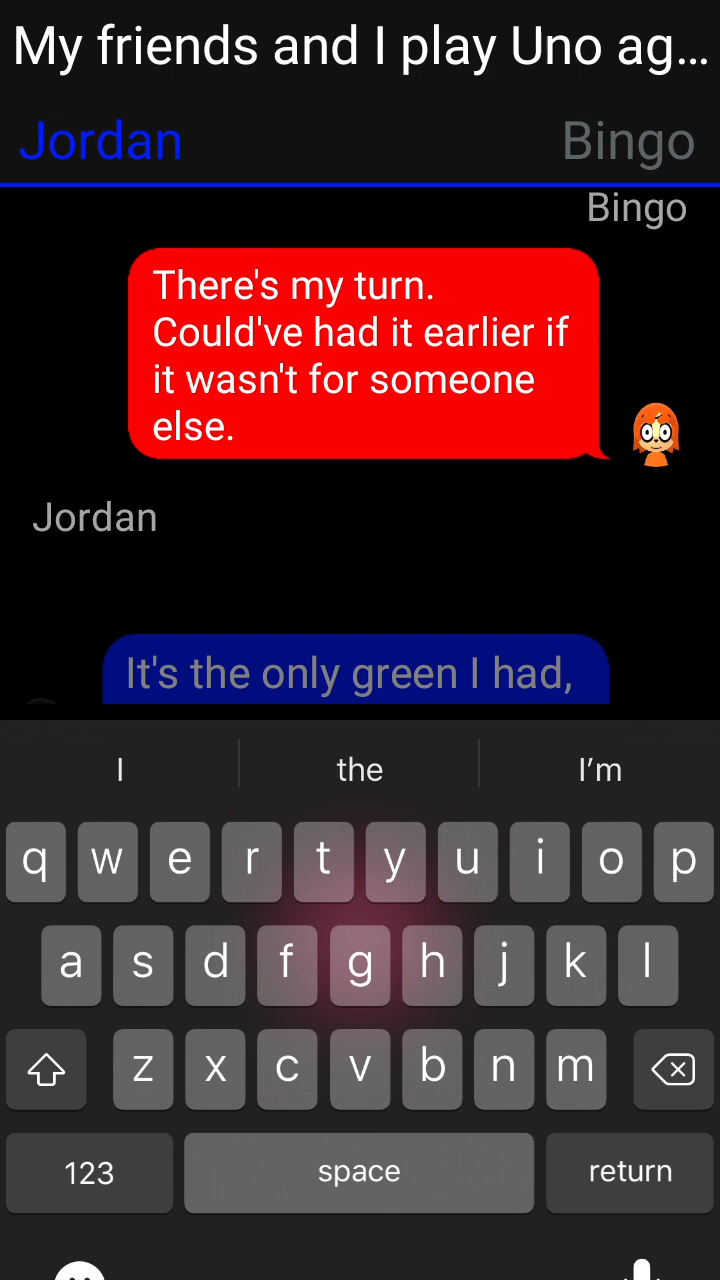 My friends and I play Uno ag...
Jordan Bingo
Bingo
There's my turn.
Could've had it earlier if
it wasn't for someone
else.
Jordan
It's the only green I had,
I the I'm
q w e r t y u i o p
a s d f g h j k l
z x c v b n m
123 space return